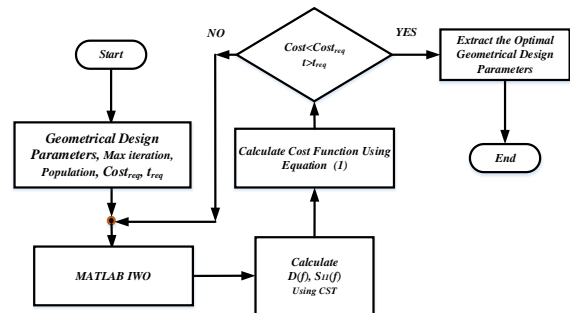 Start
Geometrical Design
Parameters, Max iteration,
Population, Cost_req, t_req
MATLAB IWO
Calculate
D(f), S11(f)
Using CST
Calculate Cost Function Using
Equation (1)
Cost<Cost_req
t>t_req
NO
YES
Extract the Optimal
Geometrical Design
Parameters
End